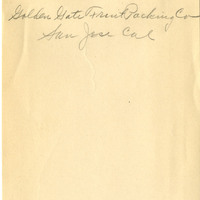 Golden Gate Fruit Packing Co
San Jose Cal